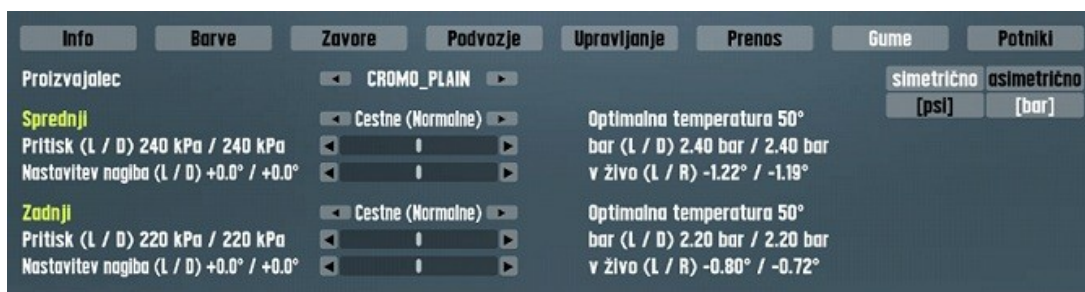 Info Barve Zavore Podvozje Upravljanje Prenos Gume Potniki
Proizvajalec CROMO_PLAIN simetrično asimetrično
[psi] [bar]
Sprednji Cestne (Normalne) Optimalna temperatura 50°
Pritisk (L / D) 240 kPa / 240 kPa bar (L / D) 2.40 bar / 2.40 bar
Nastavitev nagiba (L / D) +0.0° / +0.0° v živo (L / R) -1.22° / -1.19°
Zadnji Cestne (Normalne) Optimalna temperatura 50°
Pritisk (L / D) 220 kPa / 220 kPa bar (L / D) 2.20 bar / 2.20 bar
Nastavitev nagiba (L / D) +0.0° / +0.0° v živo (L / R) -0.80° / -0.72°